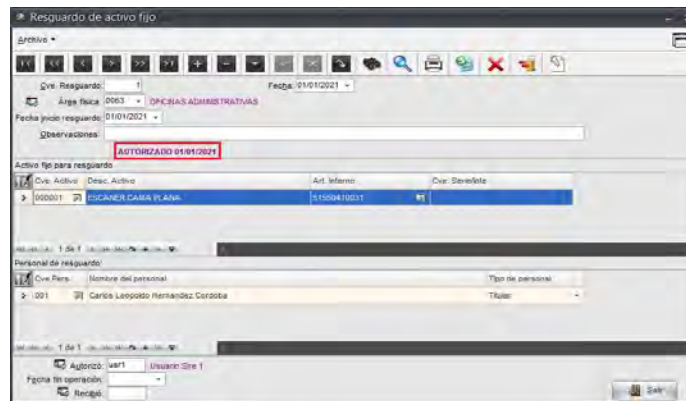 Resguardo de activo fijo
Archivo
Cve. Resguardo: 1 Fecha: 01/01/2021
Área física 0063 OFICINAS ADMINISTRATIVAS
Fecha inicio resguardo 01/01/2021
Observaciones:
AUTORIZADO 01/01/2021
Activo fijo para resguardo
Cve. Activo Desc. Activo Art. Interno Cve. Serie/lote
000001 ESCANER CAMA PLANA 51500410031
1 de 1
Personal de resguardo
Cve Pers. Nombre del personal Tipo de personal
001 Carlos Leopoldo Hernandez Cordoba Titular
1 de 1
Autorizó: usr1 Usuario Sire 1
Fecha fin operación:
Recibió:
Salir